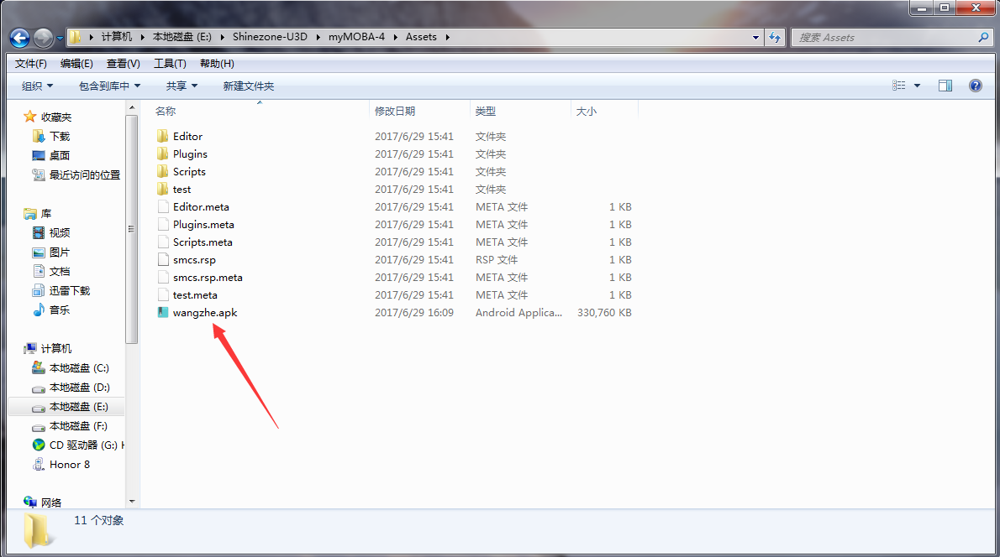 计算机 本地磁盘 (E:) Shinezone-U3D myMOBA-4 Assets 搜索 Assets
文件(F) 编辑(E) 查看(V) 工具(T) 帮助(H)
组织 包含到库中 共享 新建文件夹
收藏夹
下载
桌面
最近访问的位置
库
视频
图片
文档
迅雷下载
音乐
计算机
本地磁盘 (C:)
本地磁盘 (D:)
本地磁盘 (E:)
本地磁盘 (F:)
CD 驱动器 (G:) H
Honor 8
网络
名称 修改日期 类型 大小
Editor 2017/6/29 15:41 文件夹
Plugins 2017/6/29 15:41 文件夹
Scripts 2017/6/29 15:41 文件夹
test 2017/6/29 15:41 文件夹
Editor.meta 2017/6/29 15:41 META 文件 1 KB
Plugins.meta 2017/6/29 15:41 META 文件 1 KB
Scripts.meta 2017/6/29 15:41 META 文件 1 KB
smcs.rsp 2017/6/29 15:41 RSP 文件 1 KB
smcs.rsp.meta 2017/6/29 15:41 META 文件 1 KB
test.meta 2017/6/29 15:41 META 文件 1 KB
wangzhe.apk 2017/6/29 16:09 Android Applica... 330,760 KB
11 个对象